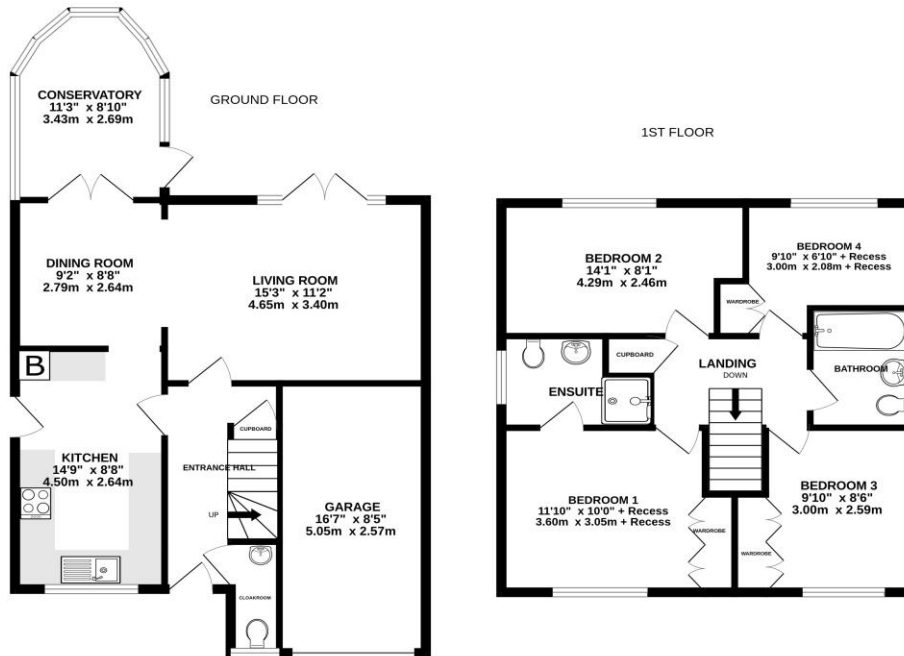 GROUND FLOOR
CONSERVATORY
11'3" x 8'10"
3.43m x 2.69m
DINING ROOM
9'2" x 8'8"
2.79m x 2.64m
LIVING ROOM
15'3" x 11'2"
4.65m x 3.40m
B
CUPBOARD
ENTRANCE HALL
KITCHEN
14'9" x 8'8"
4.50m x 2.64m
UP
GARAGE
16'7" x 8'5"
5.05m x 2.57m
CLOAKROOM
1ST FLOOR
BEDROOM 2
14'1" x 8'1"
4.29m x 2.46m
BEDROOM 4
9'10" x 6'10" + Recess
3.00m x 2.08m + Recess
WARDROBE
CUPBOARD
LANDING
DOWN
BATHROOM
ENSUITE
BEDROOM 1
11'10" x 10'0" + Recess
3.60m x 3.05m + Recess
WARDROBE
BEDROOM 3
9'10" x 8'6"
3.00m x 2.59m
WARDROBE